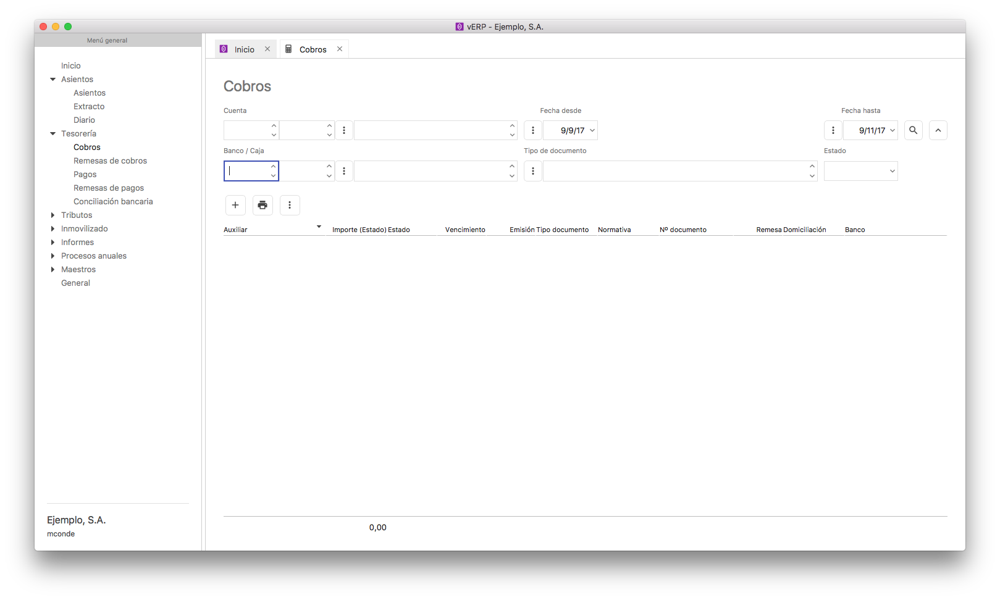 vERP - Ejemplo, S.A.
Menú general
Inicio
Asientos
Asientos
Extracto
Diario
Tesorería
Cobros
Remesas de cobros
Pagos
Remesas de pagos
Conciliación bancaria
Tributos
Inmovilizado
Informes
Procesos anuales
Maestros
General
Ejemplo, S.A.
mconde
Inicio Cobros
Cobros
Cuenta Fecha desde Fecha hasta
9/9/17 9/11/17
Banco / Caja Tipo de documento Estado
Auxiliar Importe (Estado) Estado Vencimiento Emisión Tipo documento Normativa Nº documento Remesa Domiciliación Banco
0,00